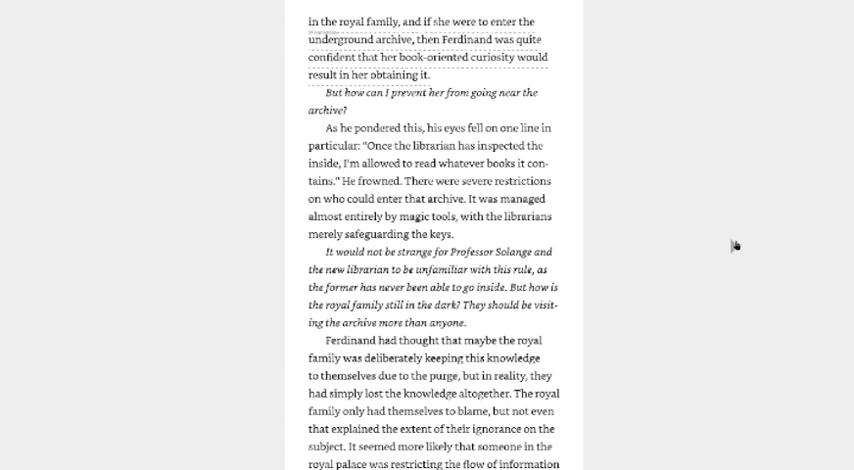 in the royal family, and if she were to enter the
underground archive, then Ferdinand was quite
confident that her book-oriented curiosity would
result in her obtaining it.
But how can I prevent her from going near the
archive?
As he pondered this, his eyes fell on one line in
particular: “Once the librarian has inspected the
inside, I'm allowed to read whatever books it con-
tains.” He frowned. There were severe restrictions
on who could enter that archive. It was managed
almost entirely by magic tools, with the librarians
merely safeguarding the keys.
It would not be strange for Professor Solange and
the new librarian to be unfamiliar with this rule, as
the former has never been able to go inside. But how is
the royal family still in the dark? They should be visit-
ing the archive more than anyone.
Ferdinand had thought that maybe the royal
family was deliberately keeping this knowledge
to themselves due to the purge, but in reality, they
had simply lost the knowledge altogether. The royal
family only had themselves to blame, but not even
that explained the extent of their ignorance on the
subject. It seemed more likely that someone in the
royal palace was restricting the flow of information